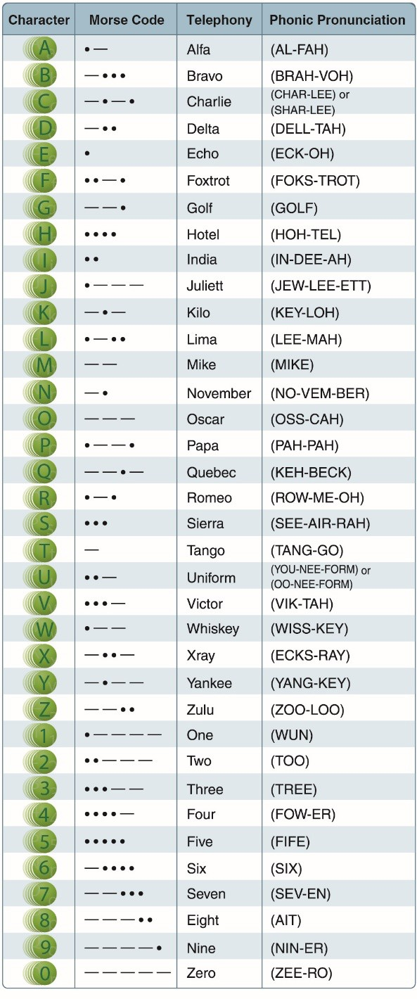 Character Morse Code Telephony Phonic Pronunciation
A •— Alfa (AL-FAH)
B —••• Bravo (BRAH-VOH)
C —•—• Charlie (CHAR-LEE) or
(SHAR-LEE)
D —•• Delta (DELL-TAH)
E • Echo (ECK-OH)
F ••—• Foxtrot (FOKS-TROT)
G ——• Golf (GOLF)
H •••• Hotel (HOH-TEL)
I •• India (IN-DEE-AH)
J •——— Juliett (JEW-LEE-ETT)
K —•— Kilo (KEY-LOH)
L •—•• Lima (LEE-MAH)
M —— Mike (MIKE)
N —• November (NO-VEM-BER)
O ——— Oscar (OSS-CAH)
P •——• Papa (PAH-PAH)
Q ——•— Quebec (KEH-BECK)
R •—• Romeo (ROW-ME-OH)
S ••• Sierra (SEE-AIR-RAH)
T — Tango (TANG-GO)
U ••— Uniform (YOU-NEE-FORM) or
(OO-NEE-FORM)
V •••— Victor (VIK-TAH)
W •—— Whiskey (WISS-KEY)
X —••— Xray (ECKS-RAY)
Y —•—— Yankee (YANG-KEY)
Z ——•• Zulu (ZOO-LOO)
1 •———— One (WUN)
2 ••——— Two (TOO)
3 •••—— Three (TREE)
4 ••••— Four (FOW-ER)
5 ••••• Five (FIFE)
6 —•••• Six (SIX)
7 ——••• Seven (SEV-EN)
8 ———•• Eight (AIT)
9 ————• Nine (NIN-ER)
0 ————— Zero (ZEE-RO)